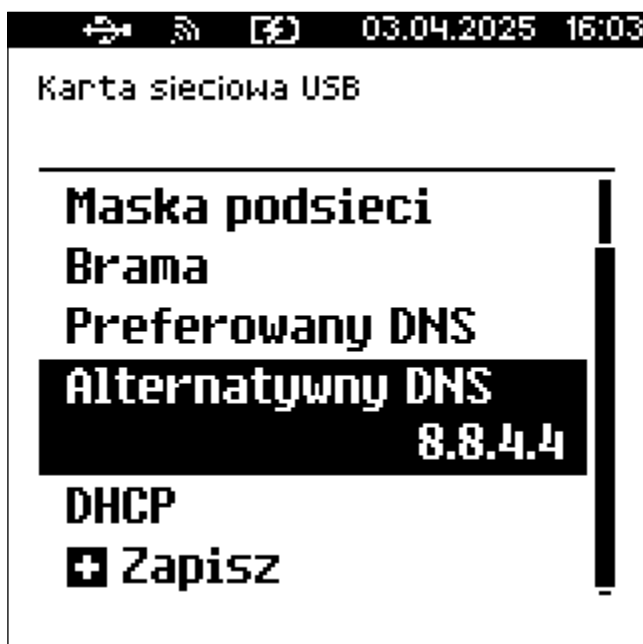 03.04.2025 16:03
Karta sieciowa USB
Maska podsieci
Brama
Preferowany DNS
Alternatywny DNS
8.8.4.4
DHCP
Zapisz